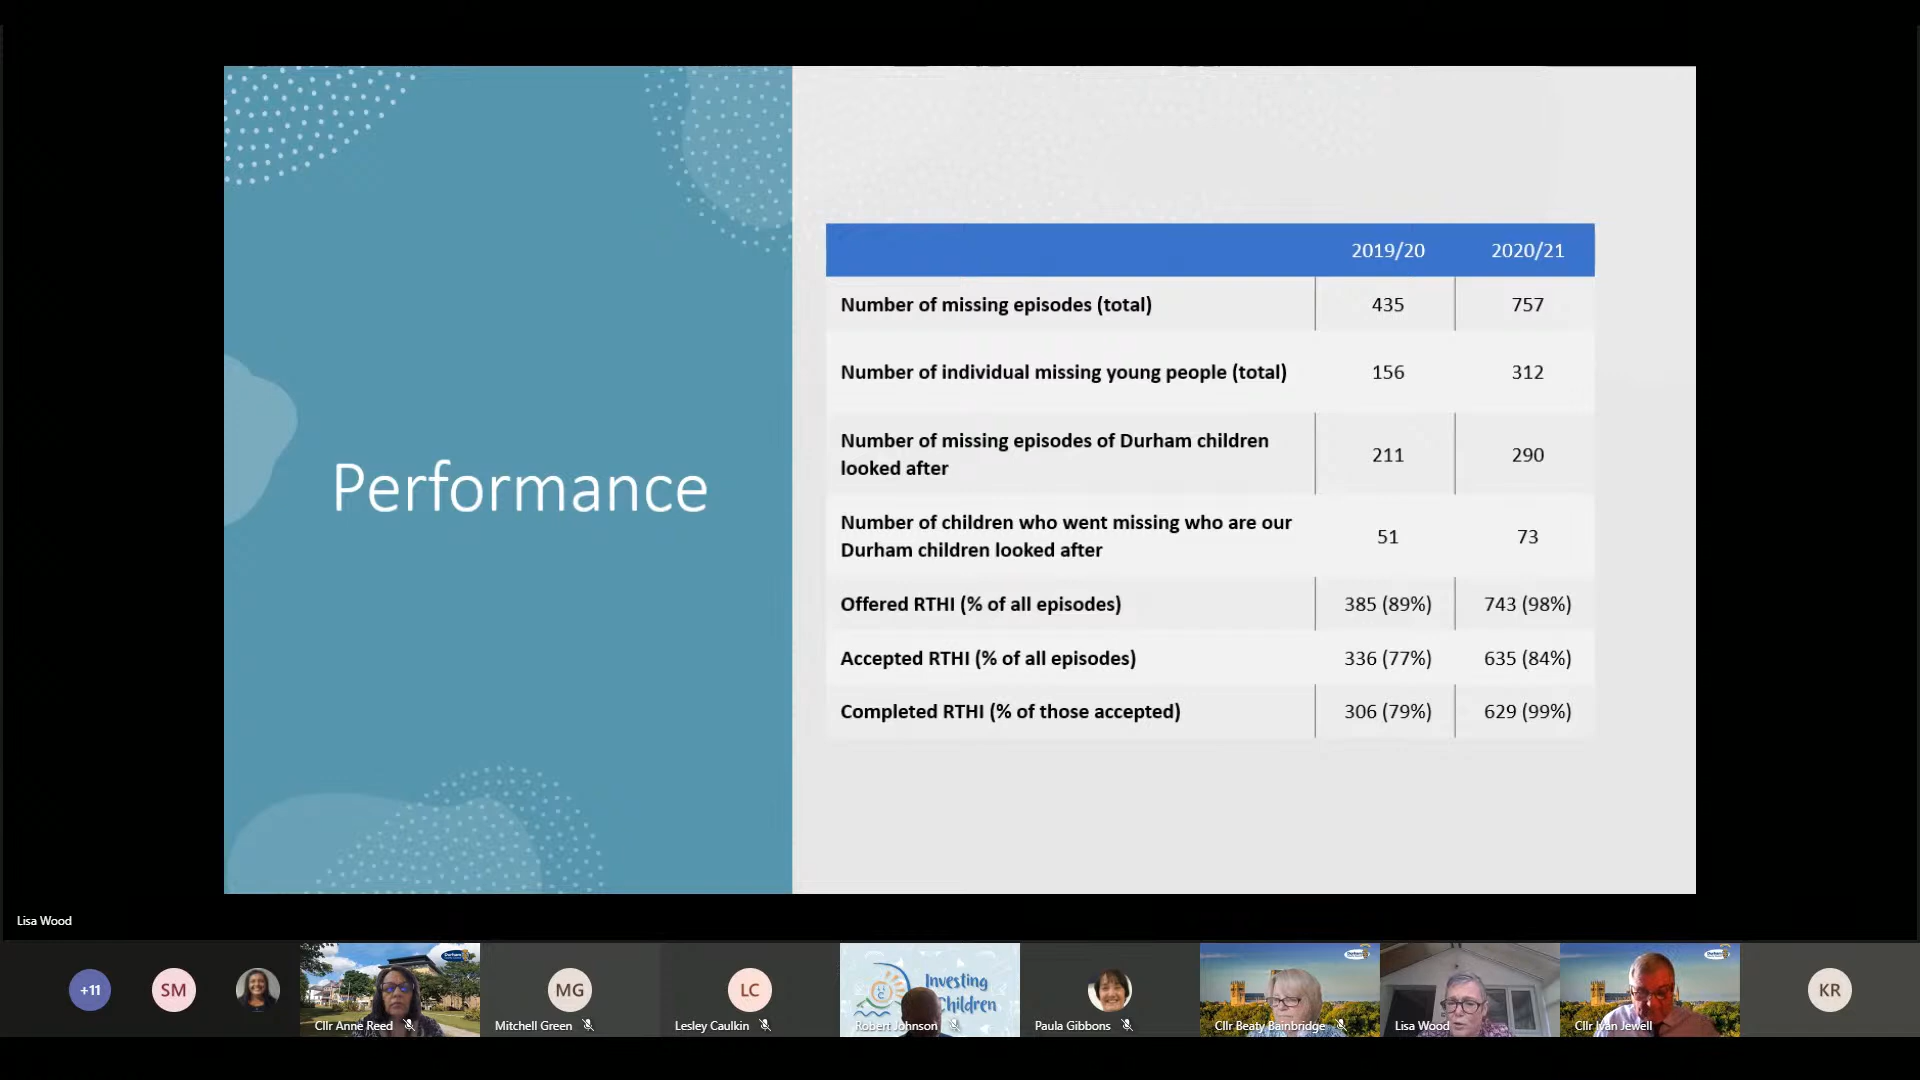 Performance
2019/20 2020/21
Number of missing episodes (total) 435 757
Number of individual missing young people (total) 156 312
Number of missing episodes of Durham children
looked after 211 290
Number of children who went missing who are our
Durham children looked after 51 73
Offered RTHI (% of all episodes) 385 (89%) 743 (98%)
Accepted RTHI (% of all episodes) 336 (77%) 635 (84%)
Completed RTHI (% of those accepted) 306 (79%) 629 (99%)
Lisa Wood
+11
SM
Cllr Anne Reed
MG
Mitchell Green
LC
Lesley Caulkin
Investing
Children
Robert Johnson
Paula Gibbons
Cllr Beaty Bainbridge
Lisa Wood
Cllr Ivan Jewell
KR